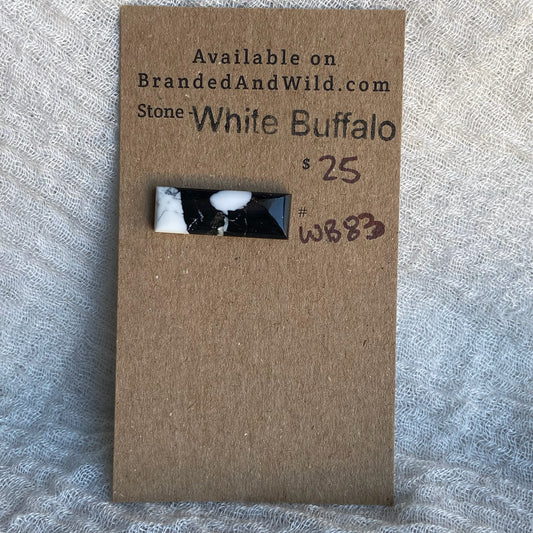 Available on
BrandedAndWild.com
Stone - White Buffalo
$ 25
#
WB83